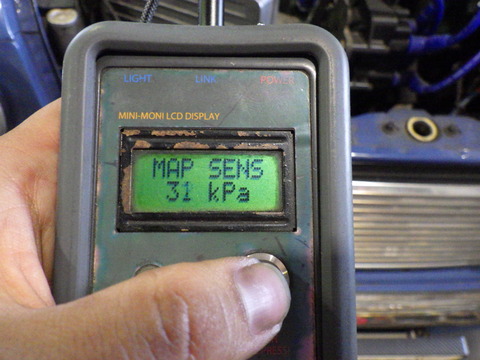 LIGHT LINK POWER
MINI-MONI LCD DISPLAY
MAP SENS
31 kPa